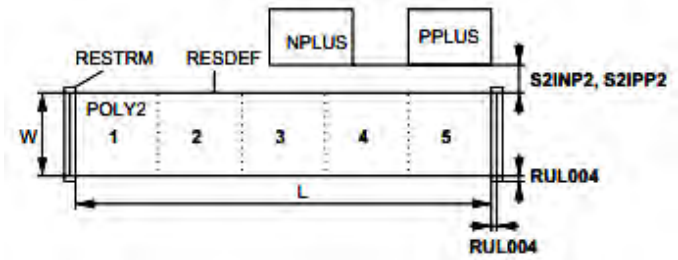 NPLUS PPLUS
RESTRM RESDEF
S2INP2, S2IPP2
POLY2
W 1 2 3 4 5
RUL004
L
RUL004